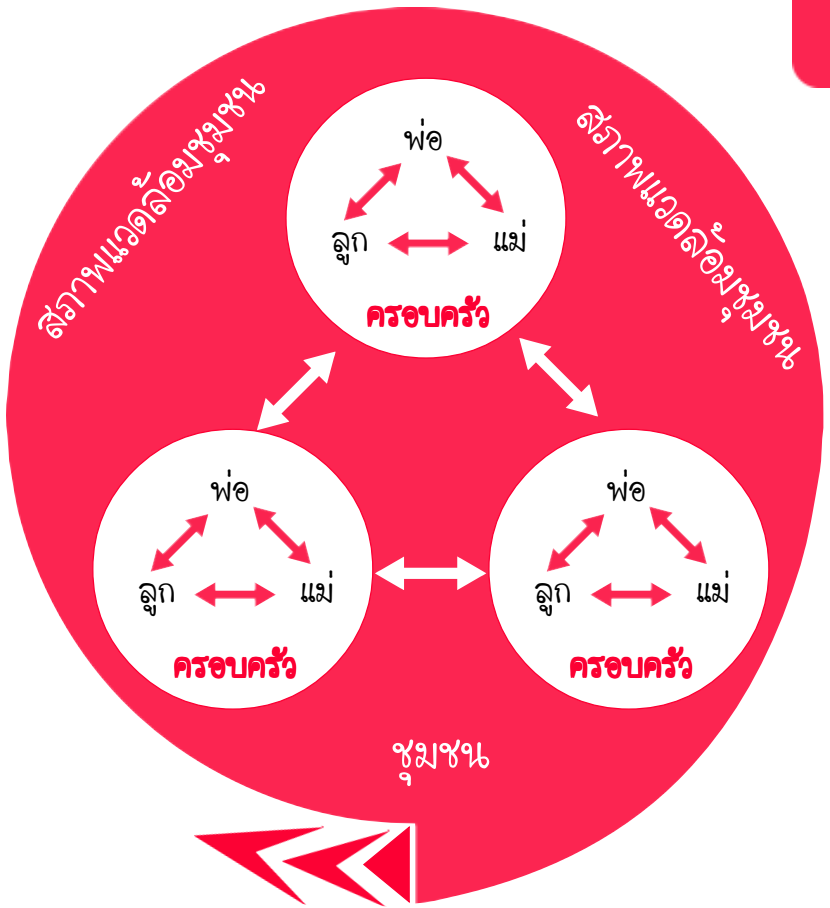 สภาพแวดล้อมชุมชน
สภาพแวดล้อมชุมชน
พ่อ
ลูก แม่
ครอบครัว
พ่อ
ลูก แม่
ครอบครัว
พ่อ
ลูก แม่
ครอบครัว
ชุมชน